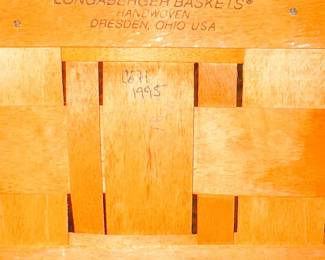 LONGABERGER BASKETS®
HANDWOVEN
DRESDEN, OHIO USA
1995